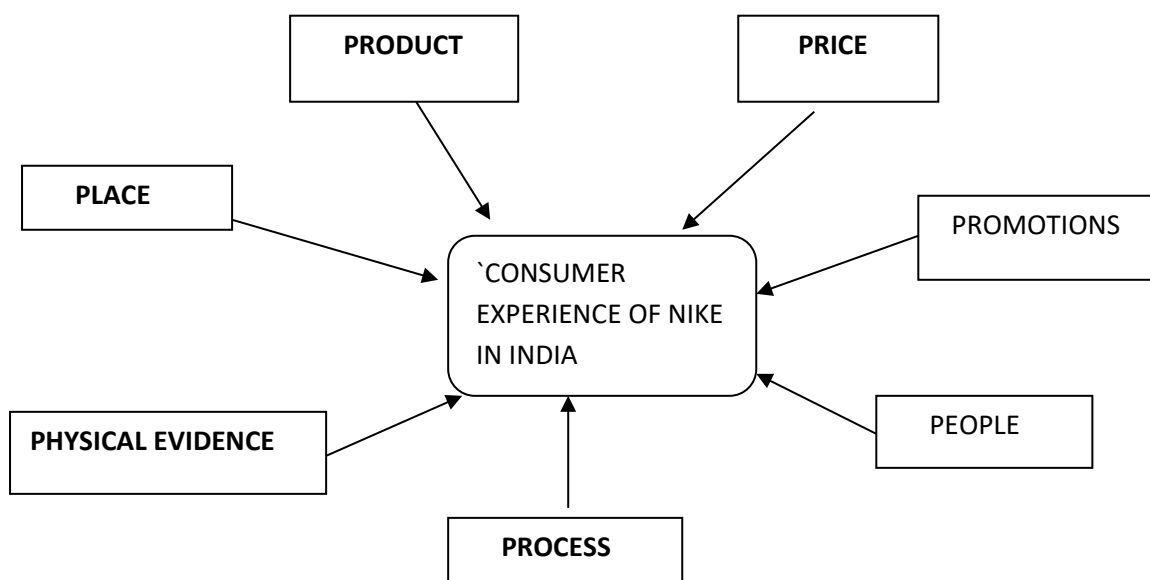 PRODUCT
PRICE
PLACE
PROMOTIONS
`CONSUMER
EXPERIENCE OF NIKE
IN INDIA
PHYSICAL EVIDENCE
PEOPLE
PROCESS